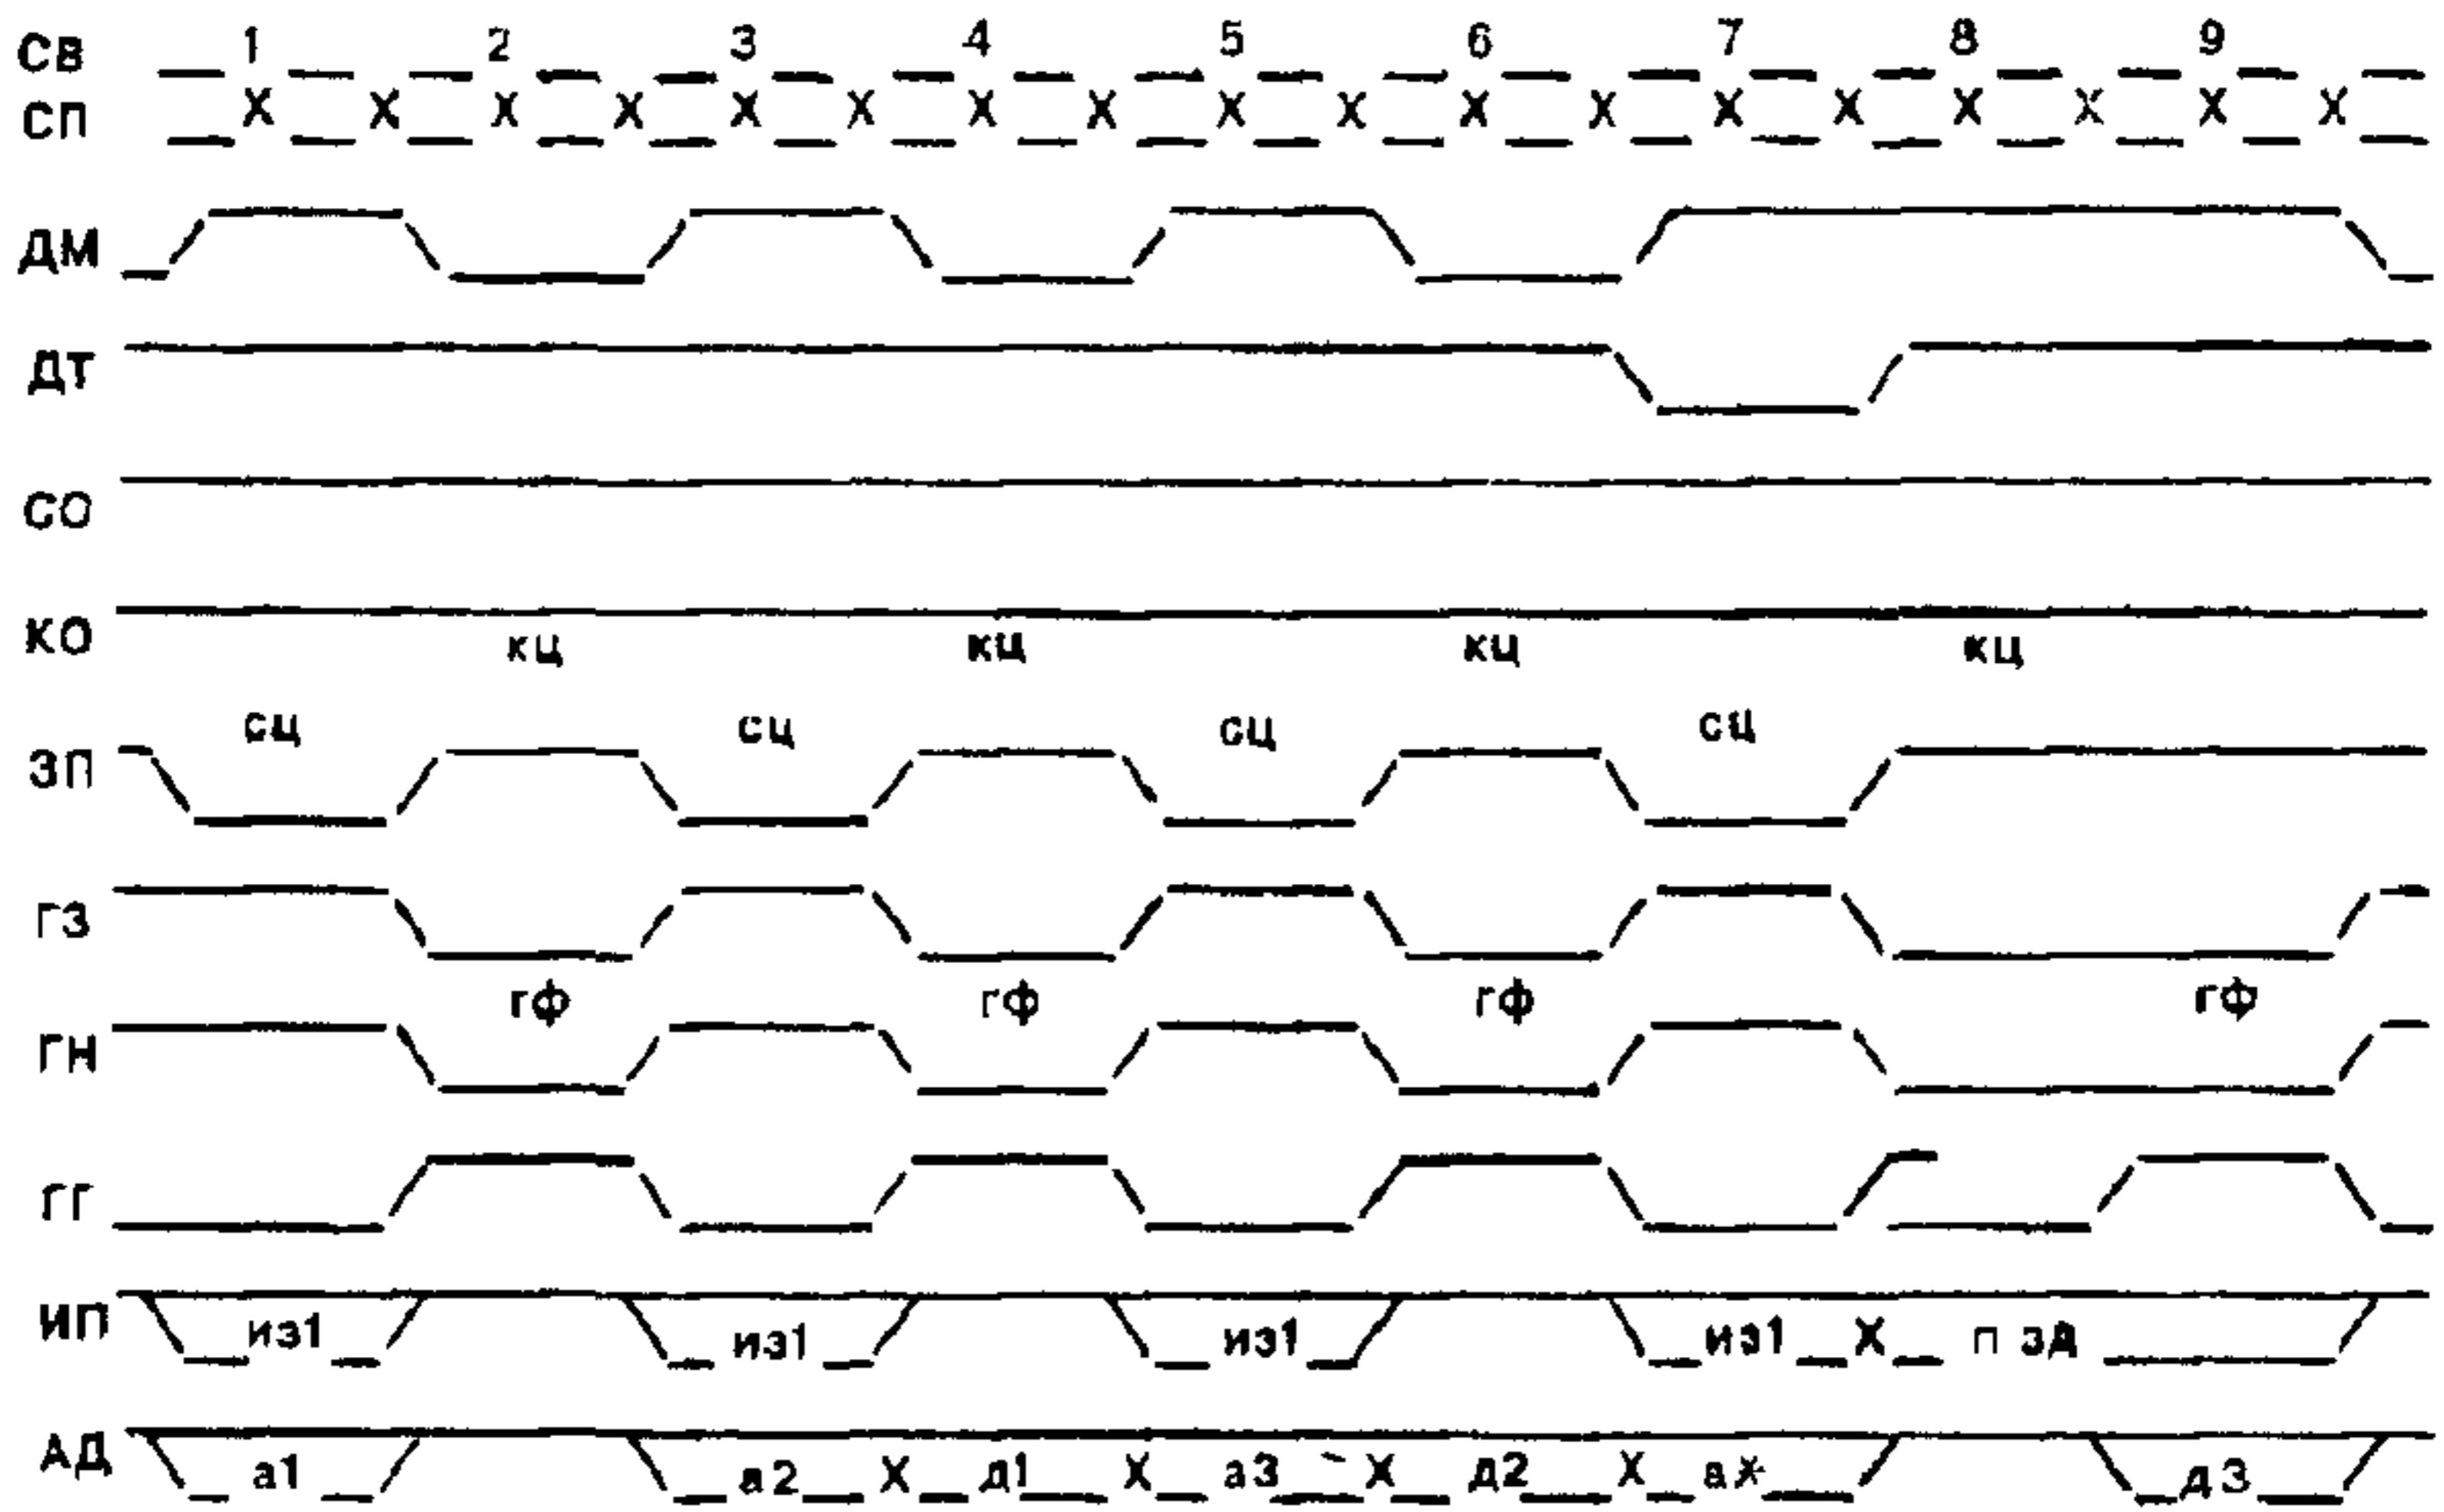 СВ 1 2 3 4 5 6 7 8 9
СП X X X X X X X X X X X X X X X X X X
ДМ
ДТ
СО
КО
кц кц кц кц
сц сц сц сц
ЗП
ГЗ
гф гф гф гф
ГН
ГГ
ИП из1 из1 из1 из1 X п зд
АД а1 а2 X д1 X а3 X д2 X ах д3